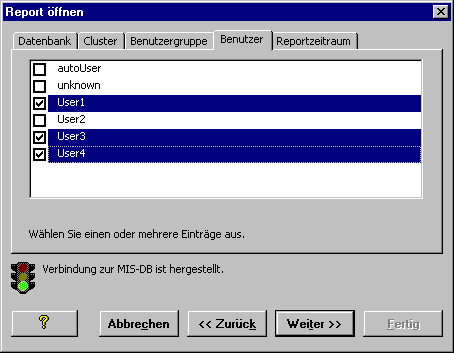 Report öffnen
Datenbank Cluster Benutzergruppe Benutzer Reportzeitraum
autoUser
unknown
User1
User2
User3
User4
Wählen Sie einen oder mehrere Einträge aus.
Verbindung zur MIS-DB ist hergestellt.
? Abbrechen << Zurück Weiter >> Fertig